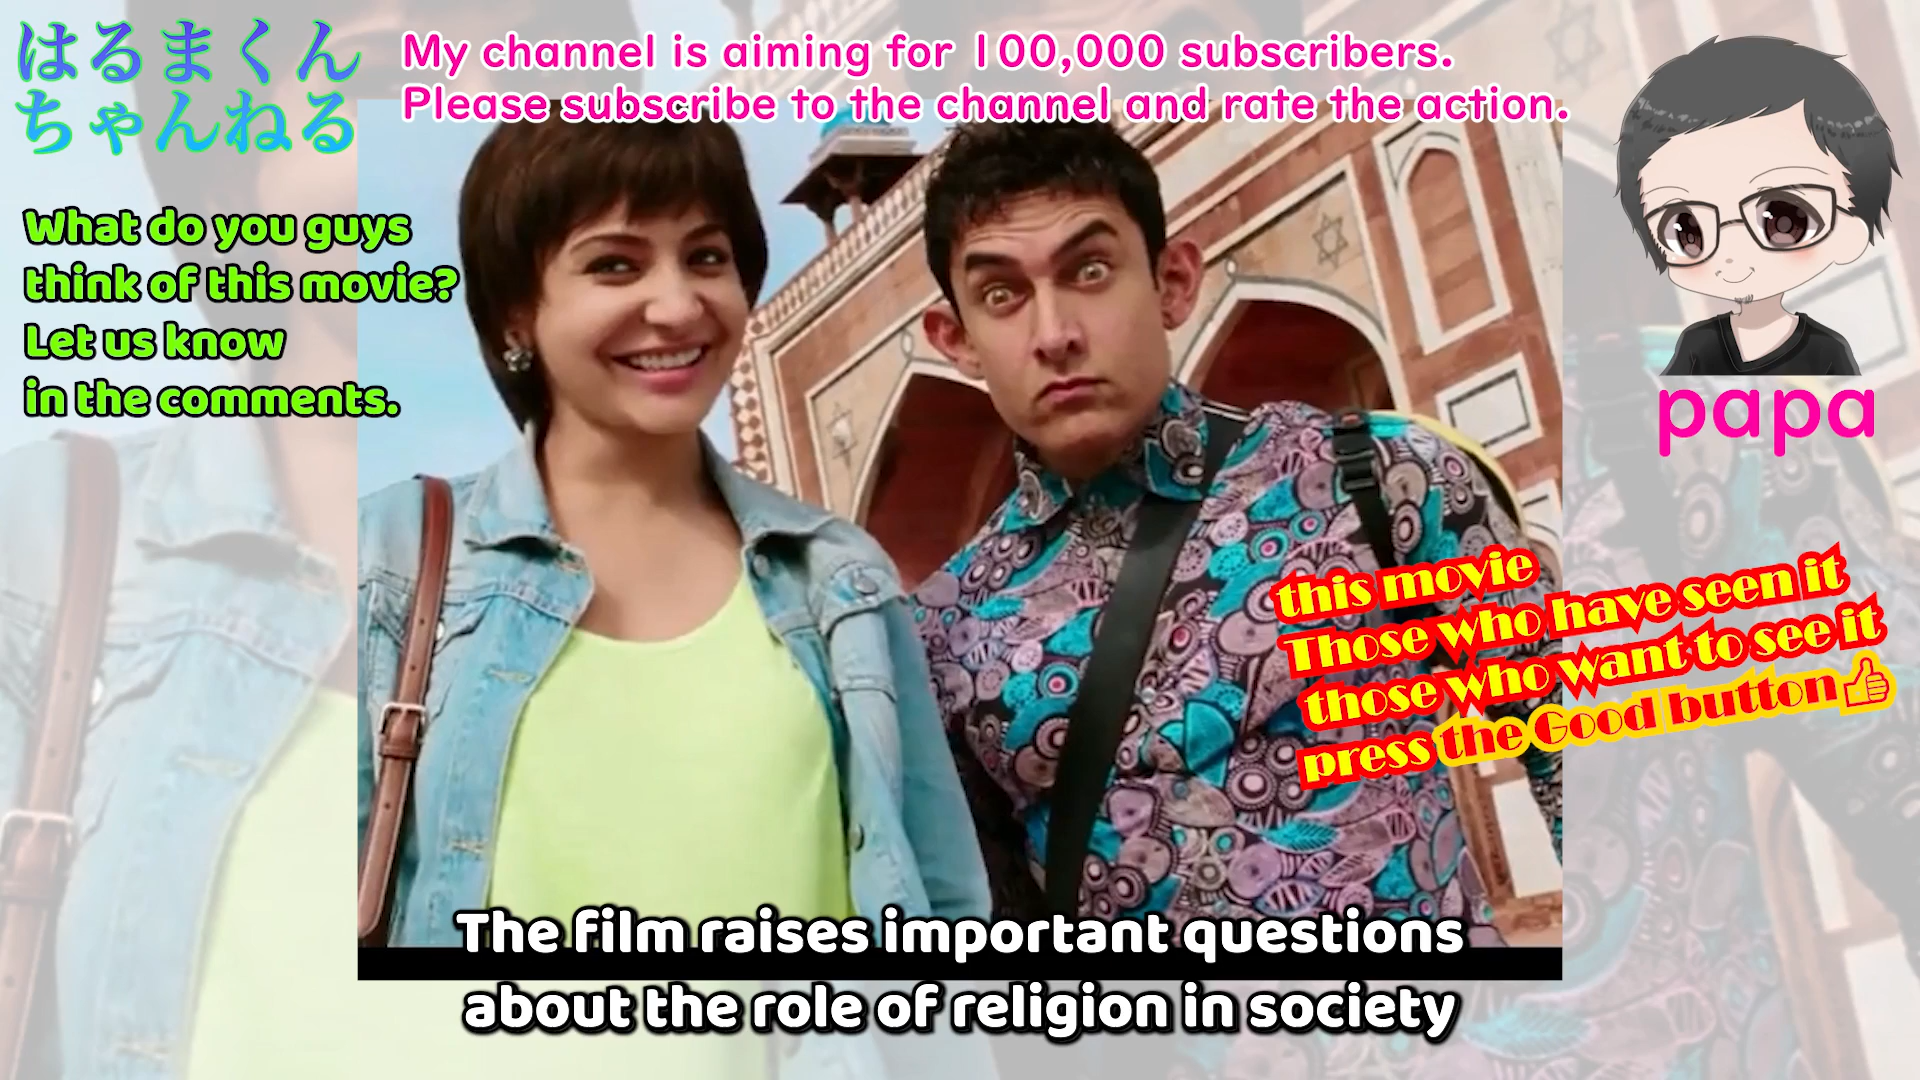 はるまくん
ちゃんねる
My channel is aiming for 100,000 subscribers.
Please subscribe to the channel and rate the action.
What do you guys
think of this movie?
Let us know
in the comments.
papa
this movie
Those who have seen it
those who want to see it
press the Good button👍
The film raises important questions
about the role of religion in society